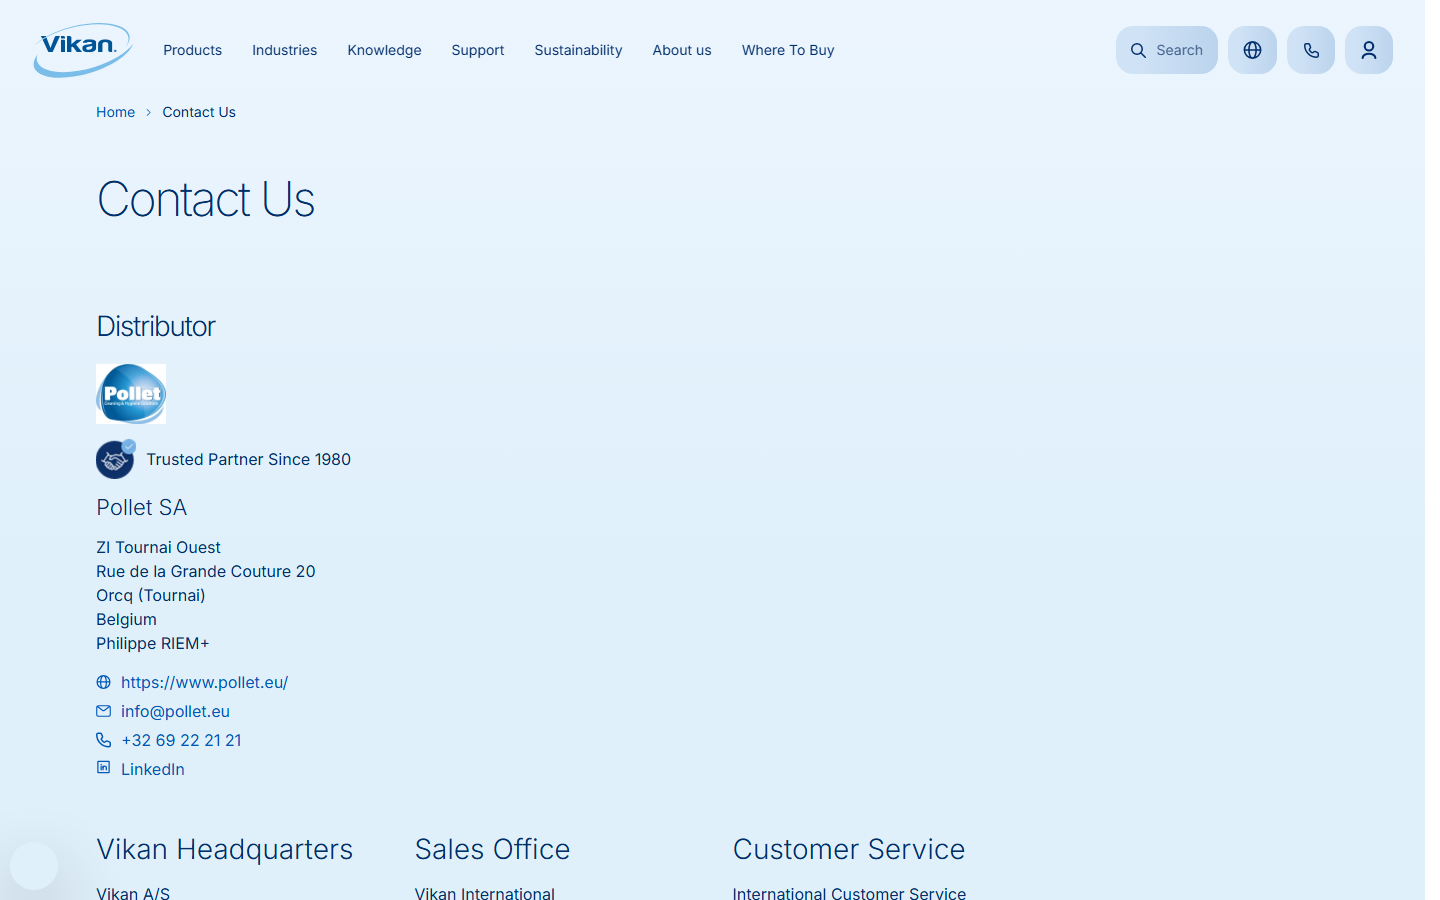 Vikan.
Products
Industries
Knowledge
Support
Sustainability
About us
Where To Buy
Search
Home
Contact Us
Contact Us
Distributor
Pollet
Cleaning & Hygiene Solutions
Trusted Partner Since 1980
Pollet SA
ZI Tournai Ouest
Rue de la Grande Couture 20
Orcq (Tournai)
Belgium
Philippe RIEM+
https://www.pollet.eu/
info@pollet.eu
+32 69 22 21 21
LinkedIn
Vikan Headquarters
Vikan A/S
Sales Office
Vikan International
Customer Service
International Customer Service